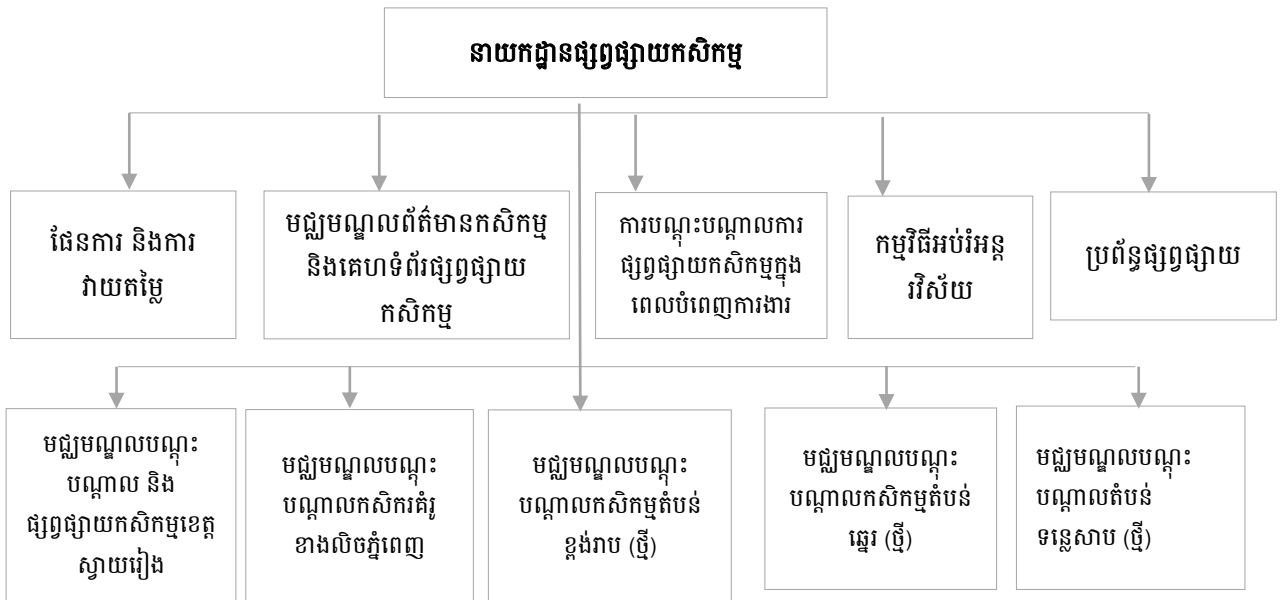 នាយកដ្ឋានផ្សព្វផ្សាយកសិកម្ម
ផែនការ និងការ
វាយតម្លៃ
មជ្ឈមណ្ឌលព័ត៌មានកសិកម្ម
និងគេហទំព័រផ្សព្វផ្សាយ
កសិកម្ម
ការបណ្តុះបណ្តាលការ
ផ្សព្វផ្សាយកសិកម្មក្នុង
ពេលបំពេញការងារ
កម្មវិធីអប់រំអន្ត
រវិស័យ
ប្រព័ន្ធផ្សព្វផ្សាយ
មជ្ឈមណ្ឌលបណ្តុះ
បណ្តាល និង
ផ្សព្វផ្សាយកសិកម្មខេត្ត
ស្វាយរៀង
មជ្ឈមណ្ឌលបណ្តុះ
បណ្តាលកសិករគំរូ
ខាងលិចភ្នំពេញ
មជ្ឈមណ្ឌលបណ្តុះ
បណ្តាលកសិកម្មតំបន់
ខ្ពង់រាប (ថ្មី)
មជ្ឈមណ្ឌលបណ្តុះ
បណ្តាលកសិកម្មតំបន់
ឆ្នេរ (ថ្មី)
មជ្ឈមណ្ឌលបណ្តុះ
បណ្តាលតំបន់
ទន្លេសាប (ថ្មី)